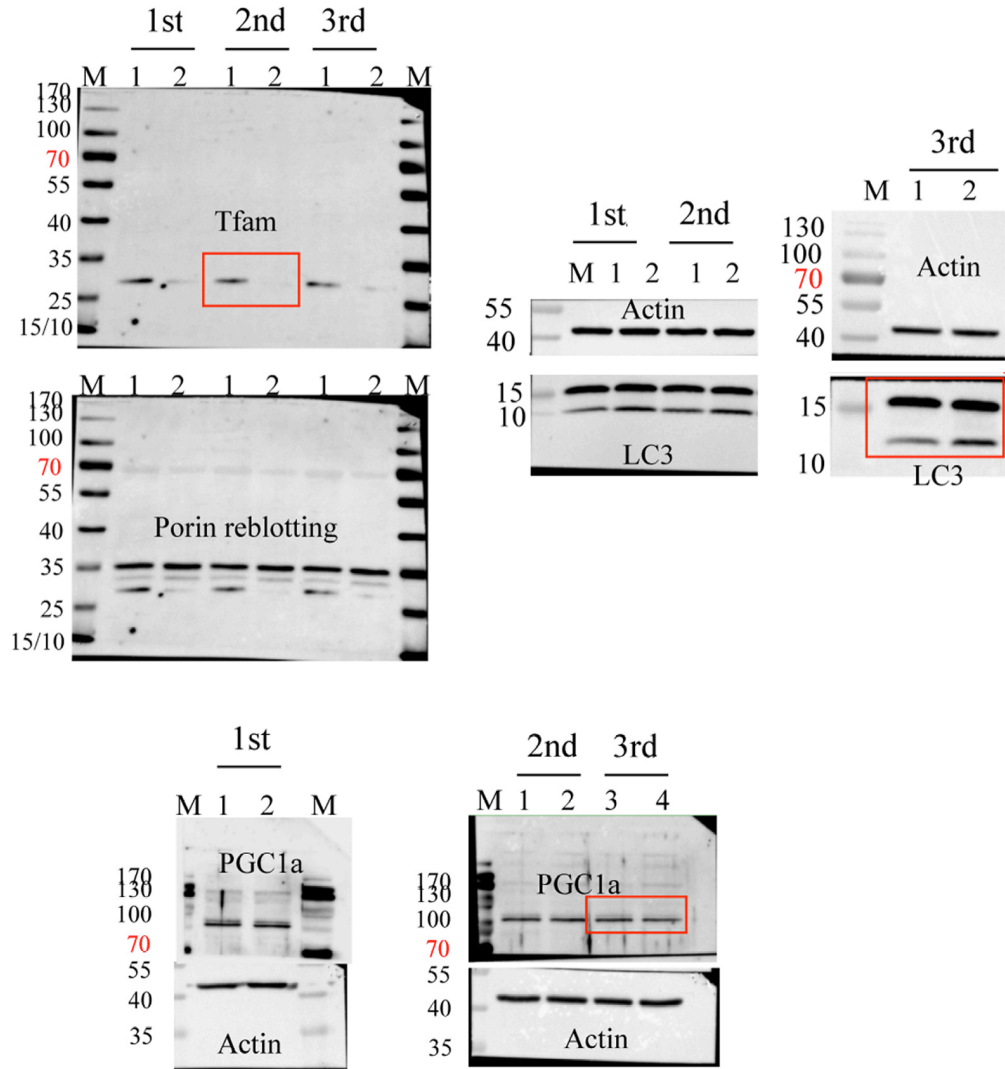 1st 2nd 3rd
M 1 2 1 2 1 2 M
170
130
100
70
55
40
35
25
15/10
Tfam
M 1 2 1 2 1 2 M
170
130
100
70
55
40
35
25
15/10
Porin reblotting
1st 2nd
M 1 2 1 2
55
40
Actin
15
10
LC3
3rd
M 1 2
130
100
70
55
40
Actin
15
10
LC3
1st
M 1 2 M
170
130
100
70
PGC1a
55
40
35
Actin
2nd 3rd
M 1 2 3 4
170
130
100
70
PGC1a
55
40
35
Actin